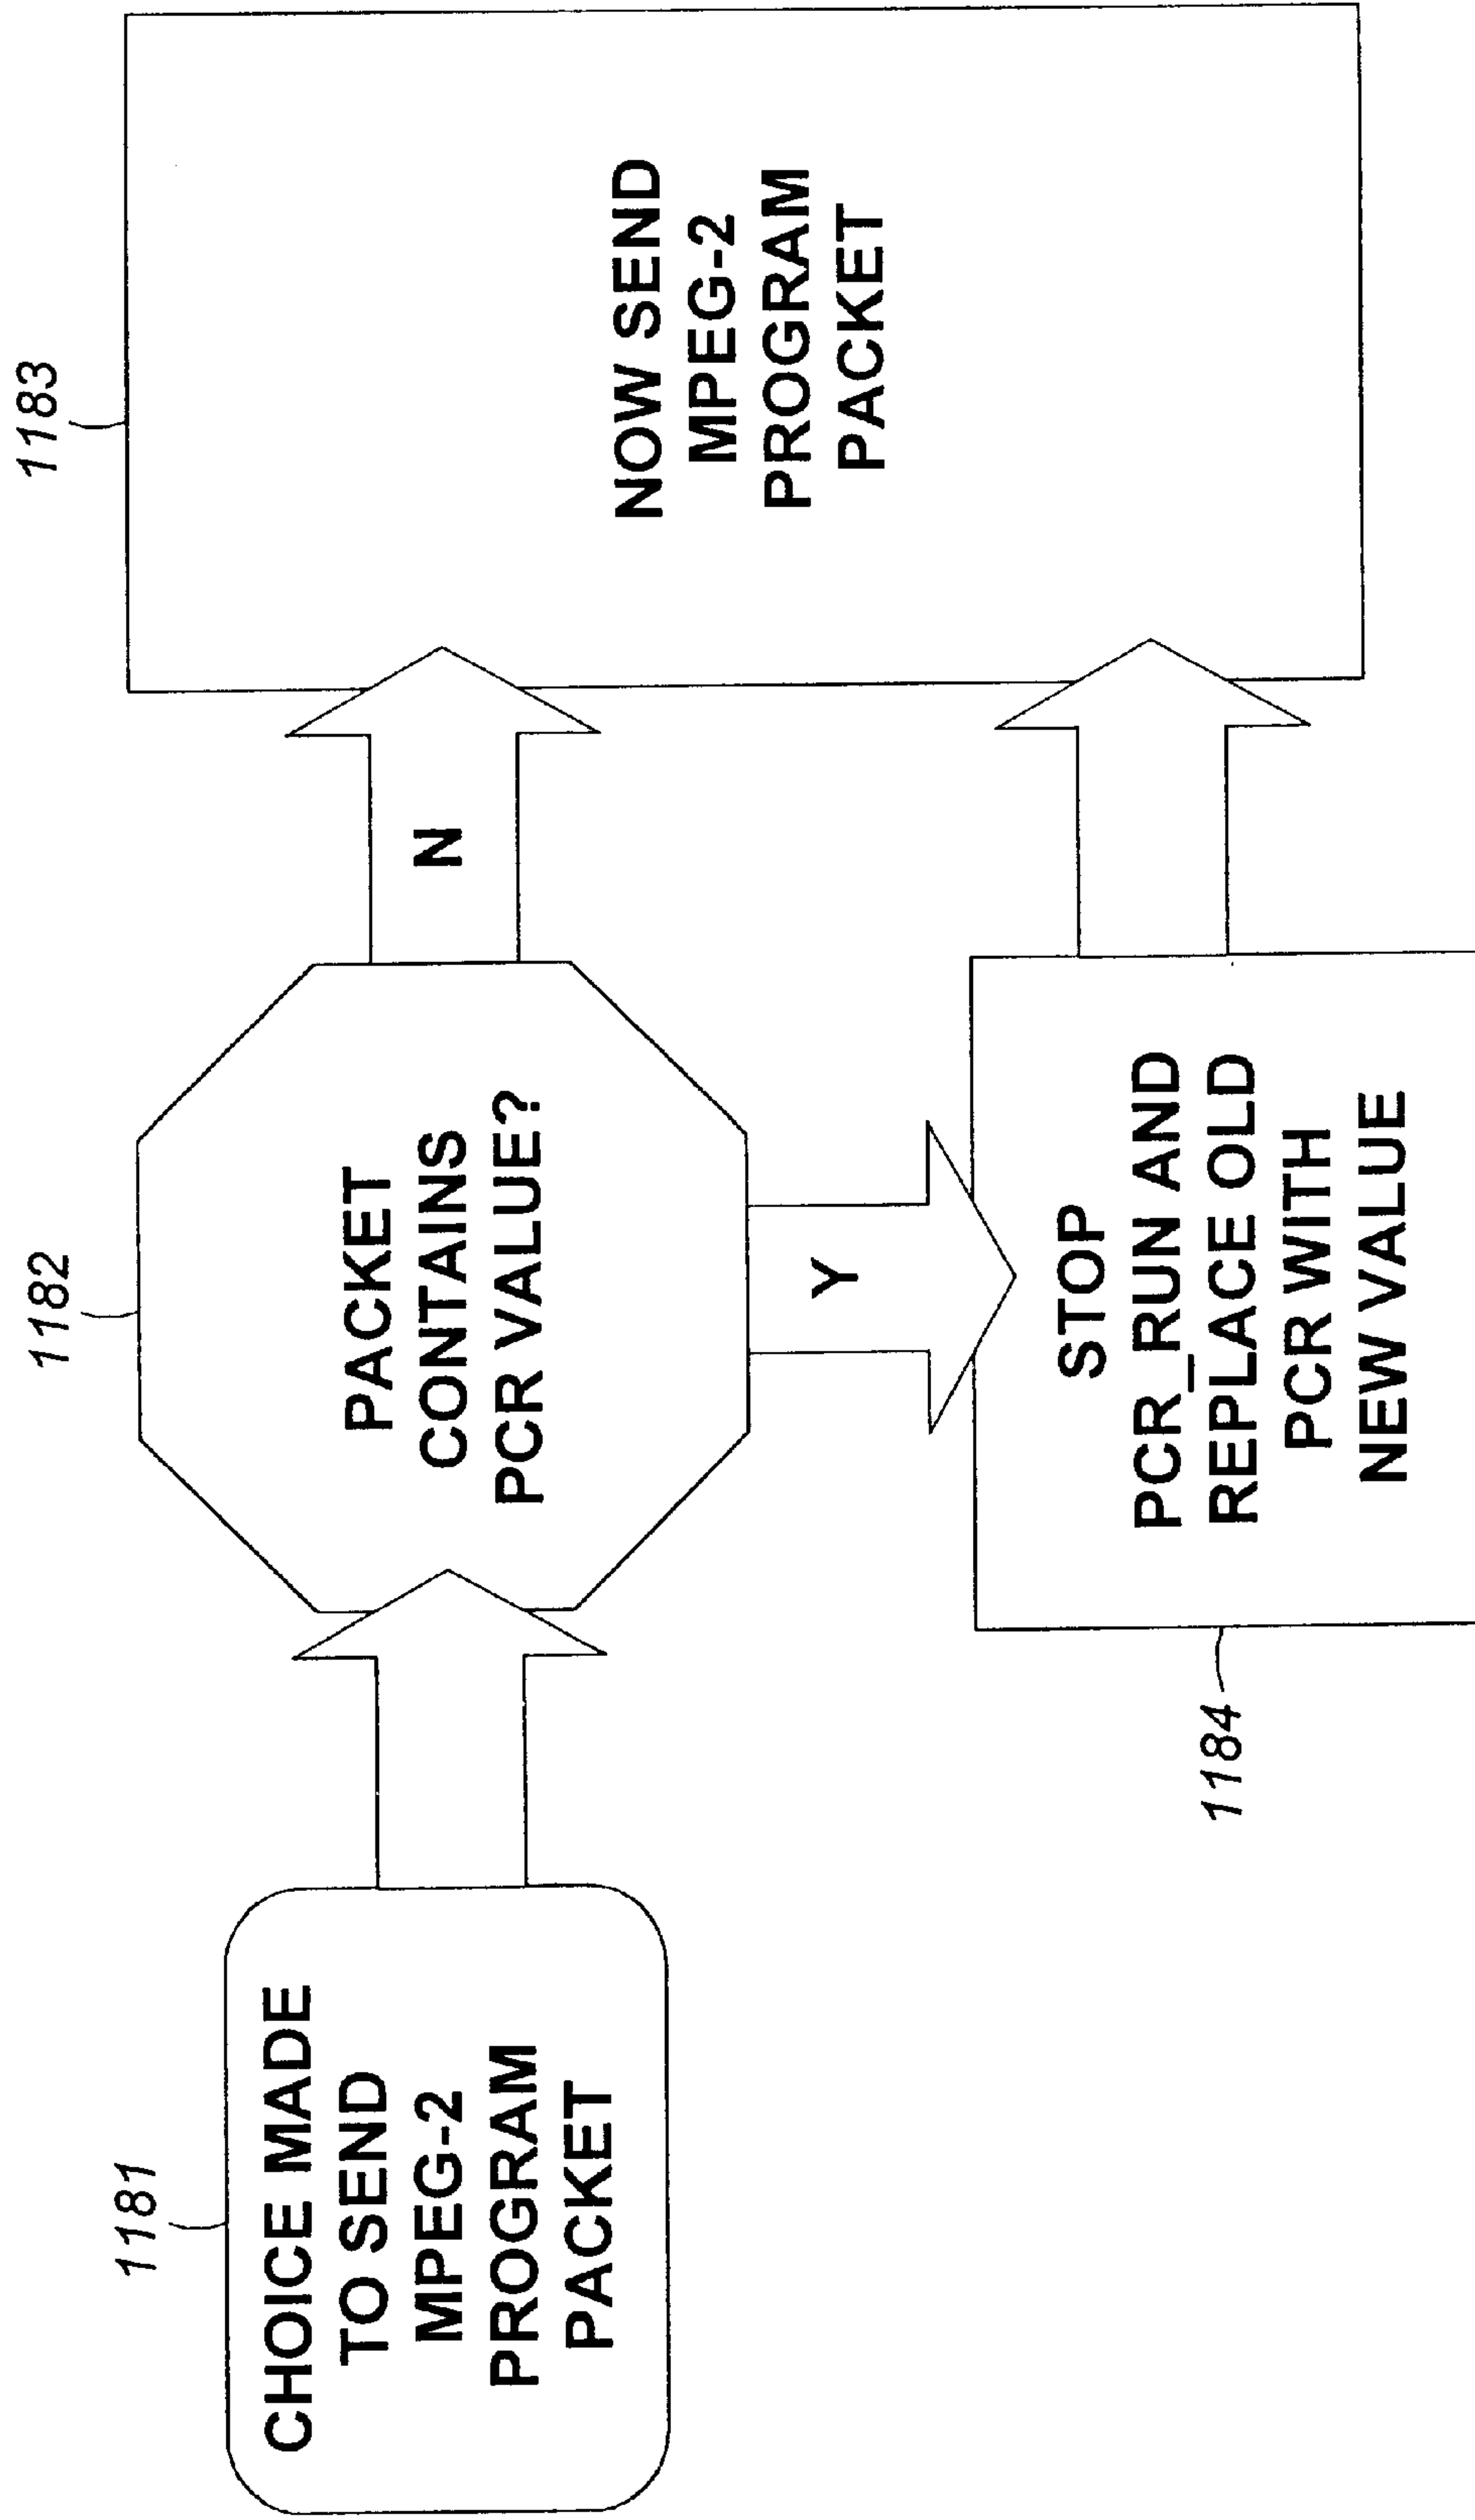 1181
CHOICE MADE
TO SEND
MPEG-2
PROGRAM
PACKET
1182
PACKET
CONTAINS
PCR VALUE?
N
Y
1183
NOW SEND
MPEG-2
PROGRAM
PACKET
1184
STOP
PCR_RUN AND
REPLACE OLD
PCR WITH
NEW VALUE